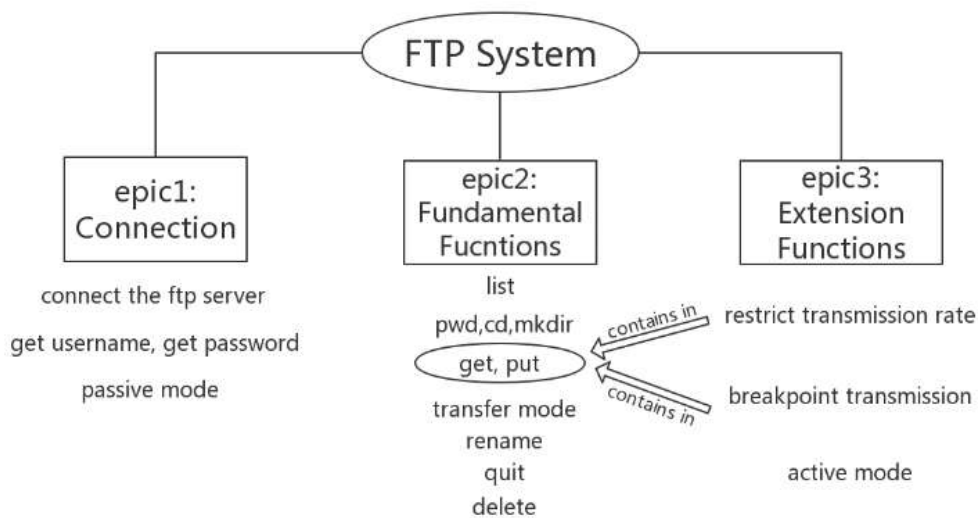 FTP System
epic1:
Connection
connect the ftp server
get username, get password
passive mode
epic2:
Fundamental
Fucntions
list
pwd,cd,mkdir
get, put
transfer mode
rename
quit
delete
epic3:
Extension
Functions
contains in
restrict transmission rate
contains in
breakpoint transmission
active mode